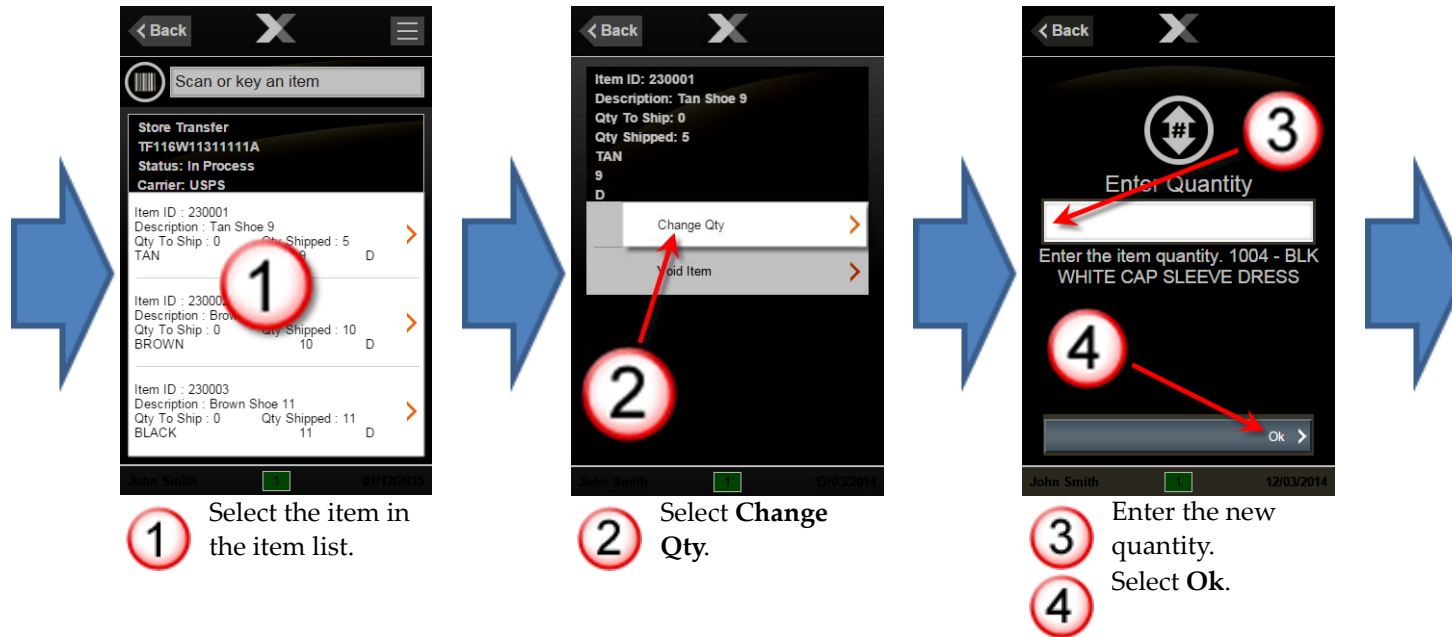 Back
Scan or key an item
Store Transfer
TF116W11311111A
Status: In Process
Carrier: USPS
Item ID : 230001
Description : Tan Shoe 9
Qty To Ship : 0 Qty Shipped : 5
TAN 9 D
1
Item ID : 230002
Description :
Qty To Ship : 0 Qty Shipped : 10
BROWN 10 D
Item ID : 230003
Description : Brown Shoe 11
Qty To Ship : 0 Qty Shipped : 11
BLACK 11 D
John Smith 1 01/12/2015
1 Select the item in
the item list.
Back
Item ID: 230001
Description: Tan Shoe 9
Qty To Ship: 0
Qty Shipped: 5
TAN
9
D
Change Qty
Void Item
2
John Smith 1 12/03/2014
2 Select Change
Qty.
Back
#
3
Enter Quantity
Enter the item quantity. 1004 - BLK
WHITE CAP SLEEVE DRESS
4
Ok
John Smith 1 12/03/2014
3 Enter the new
quantity.
4 Select Ok.